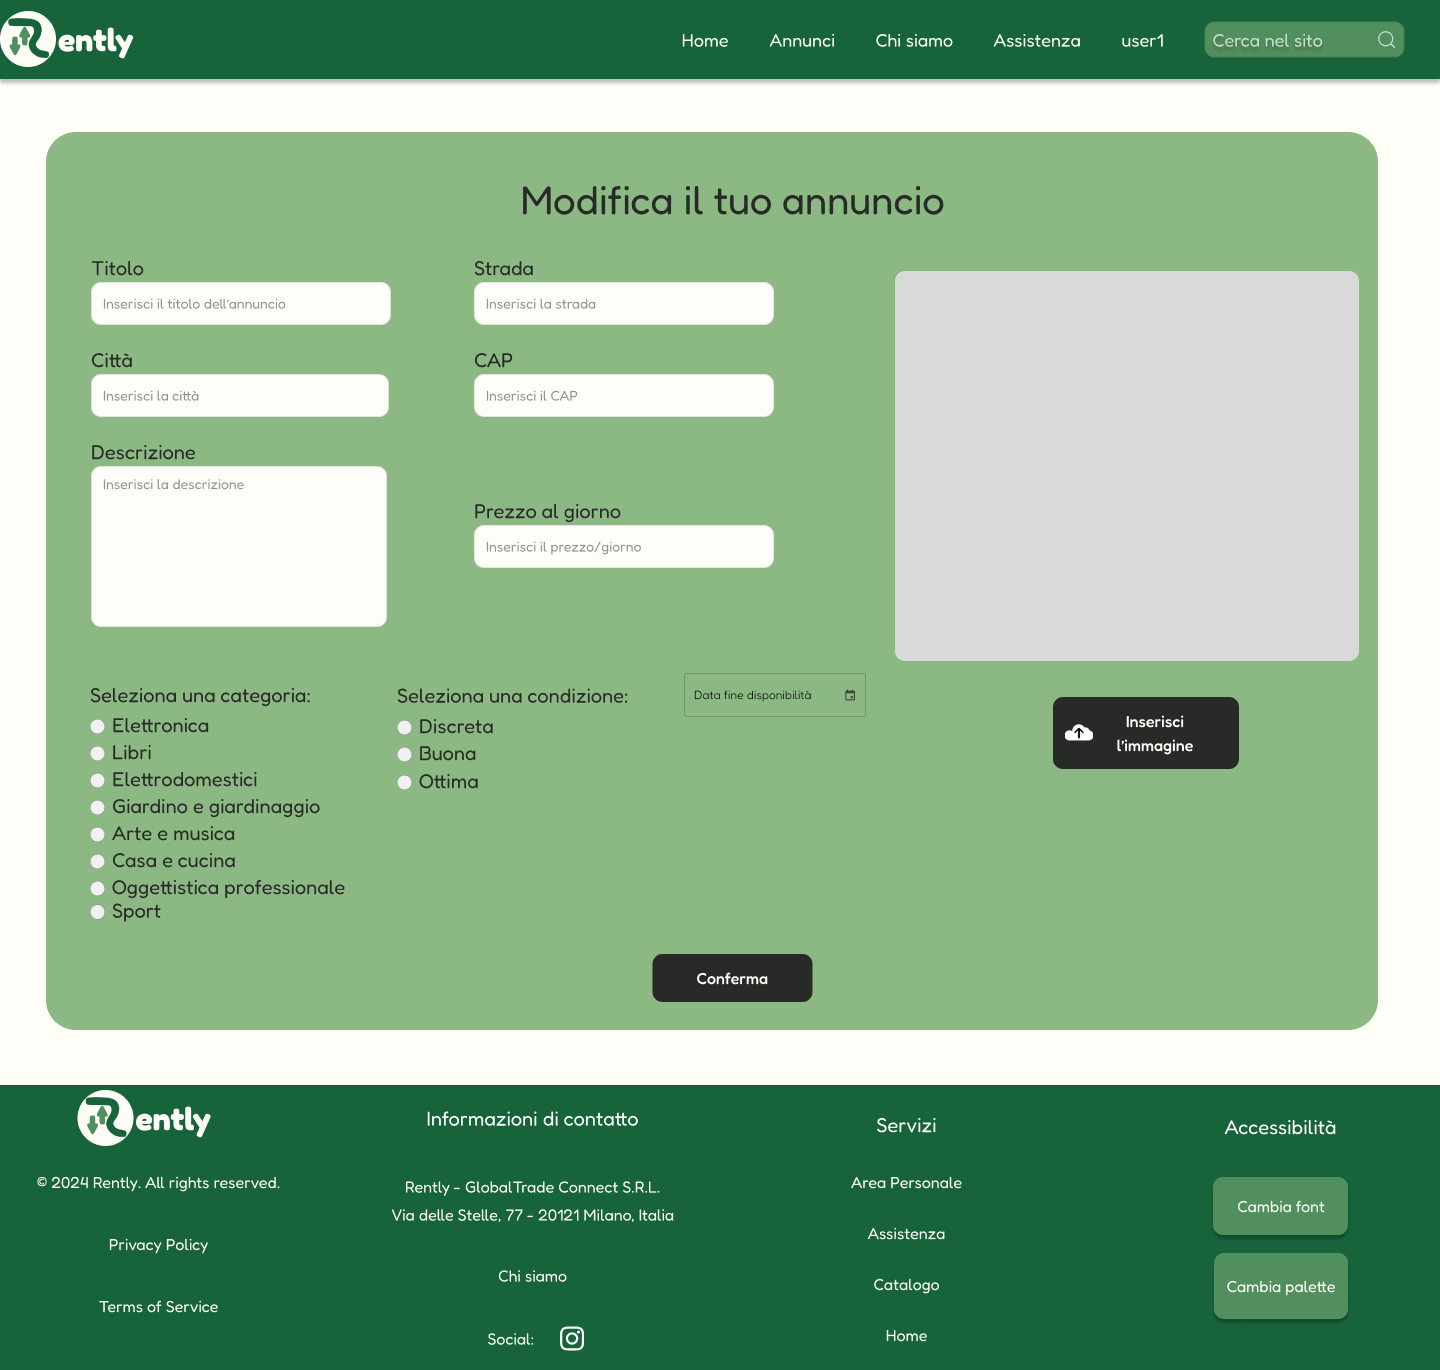 Rently
Home
Annunci
Chi siamo
Assistenza
user1
Cerca nel sito
Modifica il tuo annuncio
Titolo
Inserisci il titolo dell'annuncio
Strada
Inserisci la strada
Città
Inserisci la città
CAP
Inserisci il CAP
Descrizione
Inserisci la descrizione
Prezzo al giorno
Inserisci il prezzo/giorno
Seleziona una categoria:
Elettronica
Libri
Elettrodomestici
Giardino e giardinaggio
Arte e musica
Casa e cucina
Oggettistica professionale
Sport
Seleziona una condizione:
Discreta
Buona
Ottima
Data fine disponibilità
Inserisci
l'immagine
Conferma
Rently
© 2024 Rently. All rights reserved.
Privacy Policy
Terms of Service
Informazioni di contatto
Rently - GlobalTrade Connect S.R.L.
Via delle Stelle, 77 - 20121 Milano, Italia
Chi siamo
Social:
Servizi
Area Personale
Assistenza
Catalogo
Home
Accessibilità
Cambia font
Cambia palette